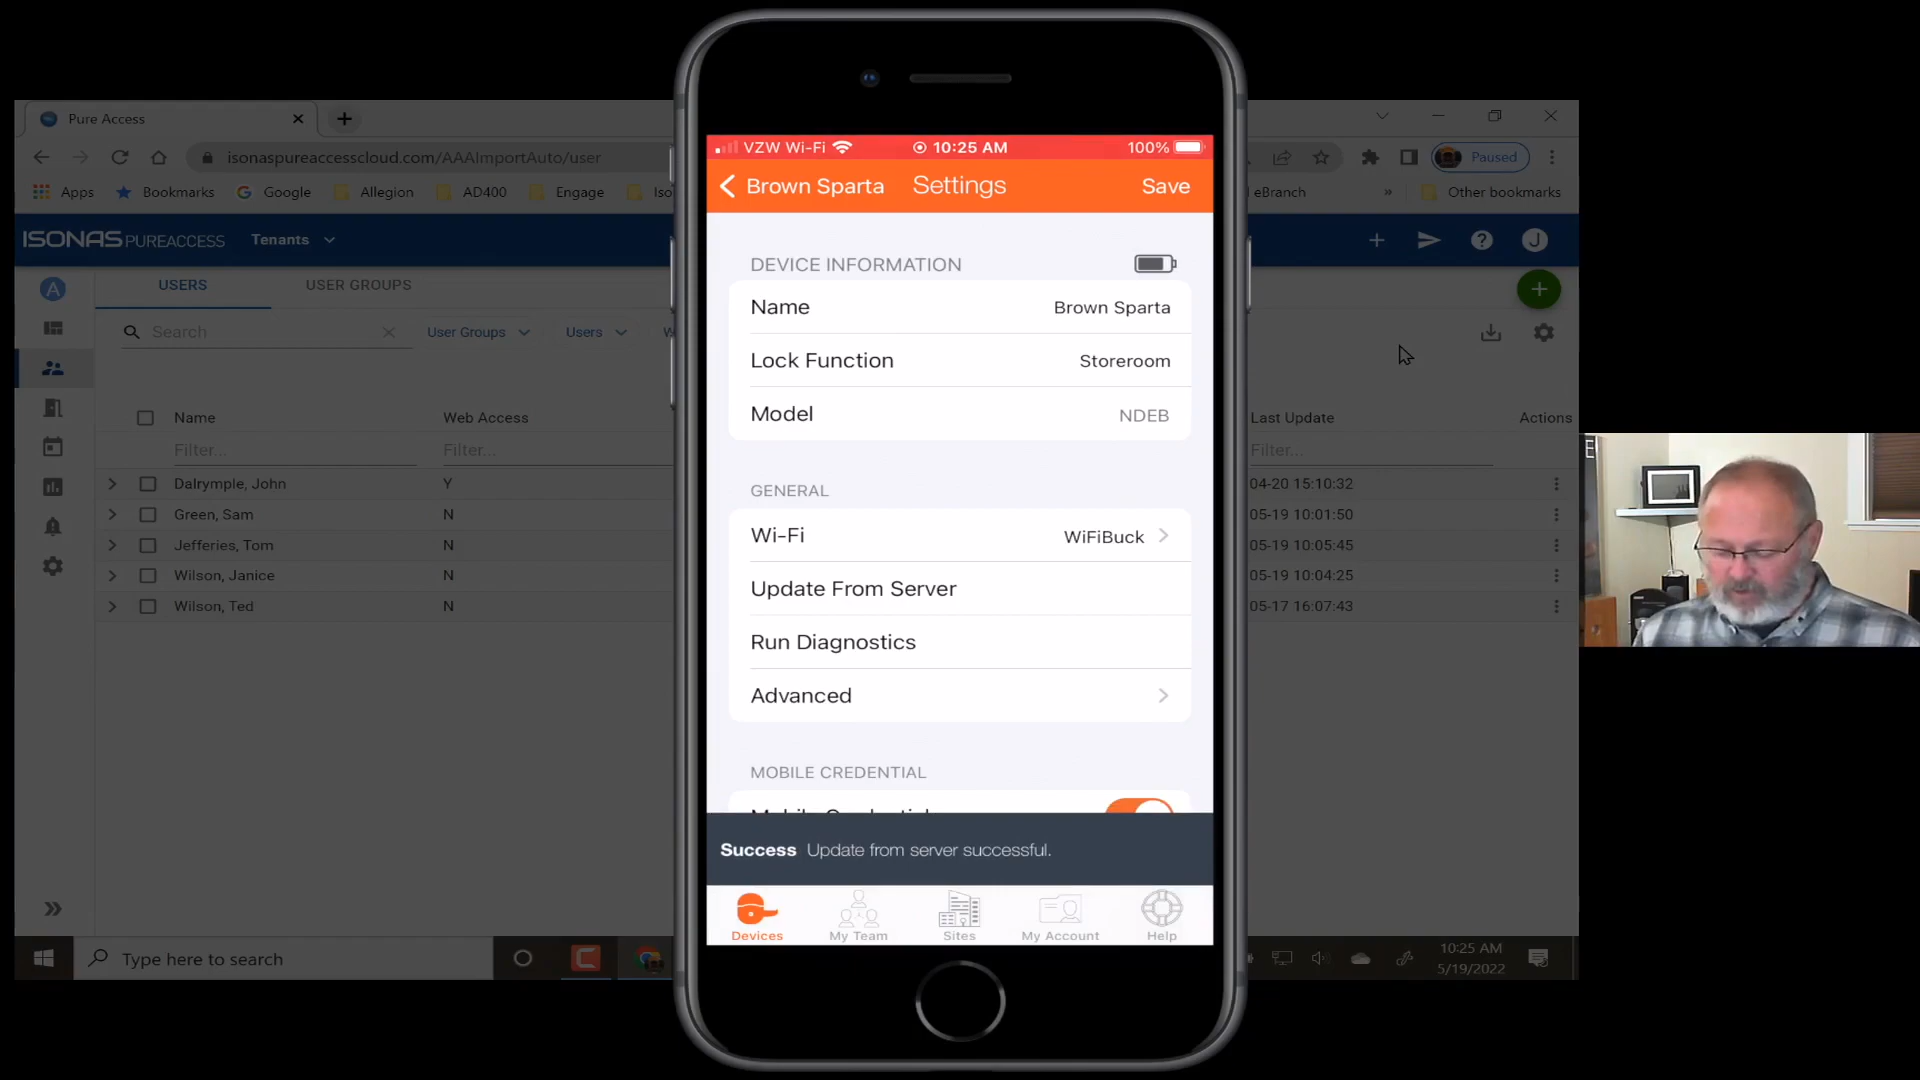 Pure Access
isonaspureaccesscloud.com/AAAImportAuto/user
Paused
Apps Bookmarks Google Allegion AD400 Engage Iso
eBranch » Other bookmarks
ISONAS PUREACCESS Tenants
J
A
USERS USER GROUPS
Search User Groups Users W
Name Web Access Last Update Actions
Filter... Filter... Filter...
Dalrymple, John Y 04-20 15:10:32
Green, Sam N 05-19 10:01:50
Jefferies, Tom N 05-19 10:05:45
Wilson, Janice N 05-19 10:04:25
Wilson, Ted N 05-17 16:07:43
Type here to search
10:25 AM
5/19/2022
VZW Wi-Fi 10:25 AM 100%
Brown Sparta Settings Save
DEVICE INFORMATION
Name Brown Sparta
Lock Function Storeroom
Model NDEB
GENERAL
Wi-Fi WiFiBuck
Update From Server
Run Diagnostics
Advanced
MOBILE CREDENTIAL
Mobile Credential
Success Update from server successful.
Devices My Team Sites My Account Help
E